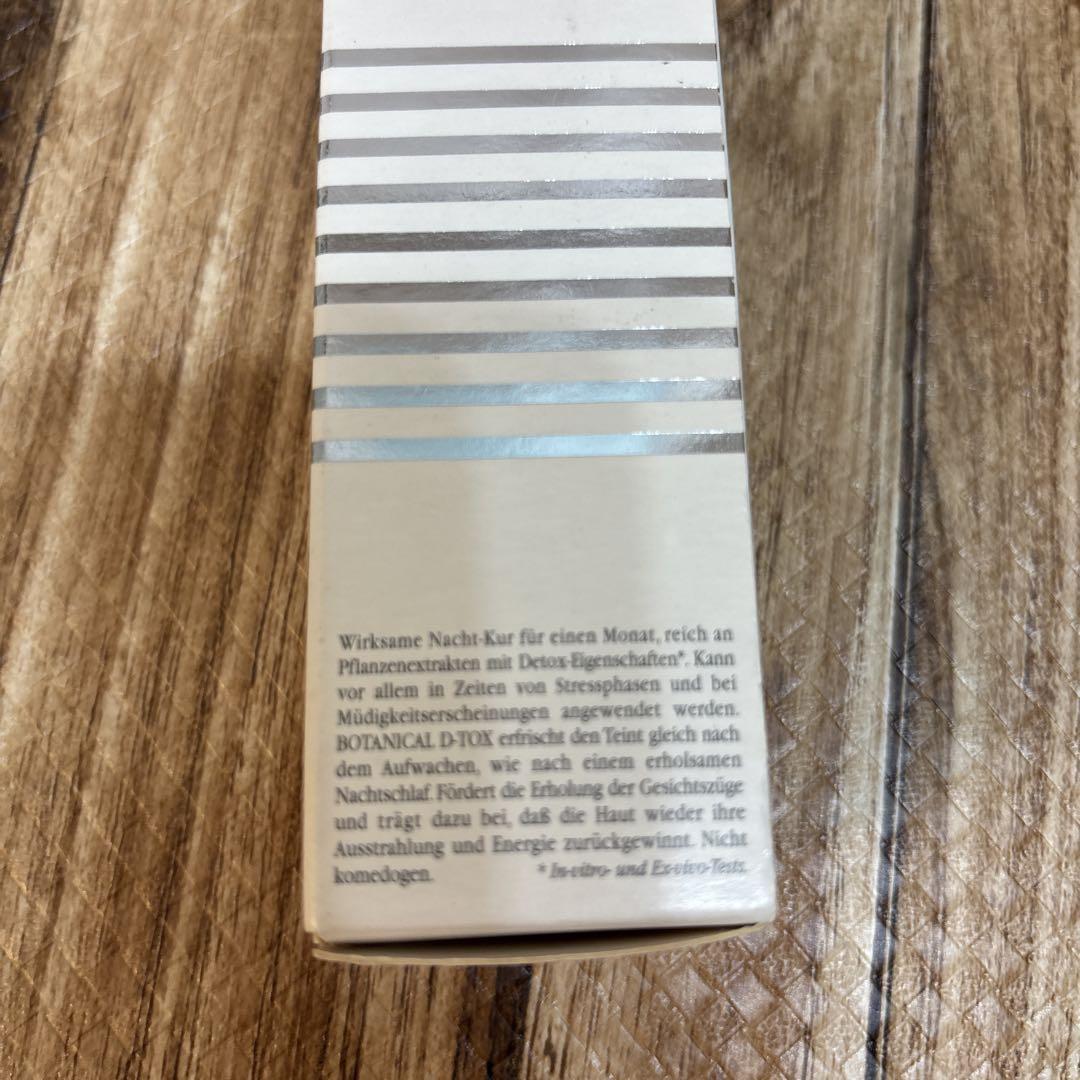 Wirksame Nacht-Kur für einen Monat, reich an
Pflanzenextrakten mit Detox-Eigenschaften*. Kann
vor allem in Zeiten von Stressphasen und bei
Müdigkeitserscheinungen angewendet werden.
BOTANICAL D-TOX erfrischt den Teint gleich nach
dem Aufwachen, wie nach einem erholsamen
Nachtschlaf. Fördert die Erholung der Gesichtszüge
und trägt dazu bei, daß die Haut wieder ihre
Ausstrahlung und Energie zurückgewinnt. Nicht
komedogen. * In-vitro- und Ex-vivo-Tests.